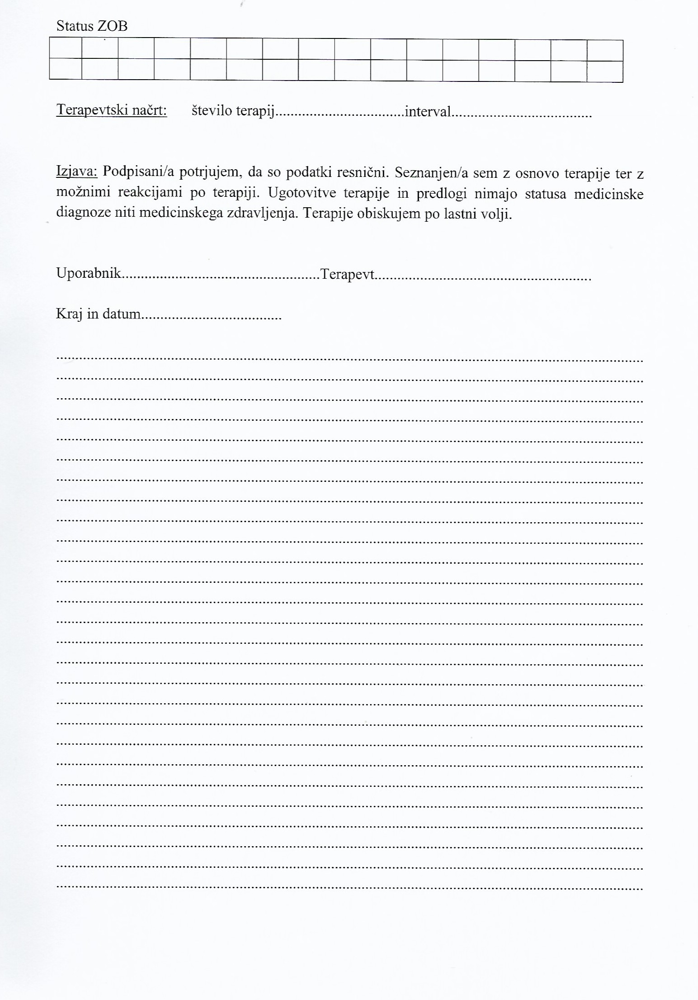 Status ZOB
Terapevtski načrt: število terapij..................................interval.....................................
Izjava: Podpisani/a potrjujem, da so podatki resnični. Seznanjen/a sem z osnovo terapije ter z
možnimi reakcijami po terapiji. Ugotovitve terapije in predlogi nimajo statusa medicinske
diagnoze niti medicinskega zdravljenja. Terapije obiskujem po lastni volji.
Uporabnik....................................................Terapevt.........................................................
Kraj in datum.....................................